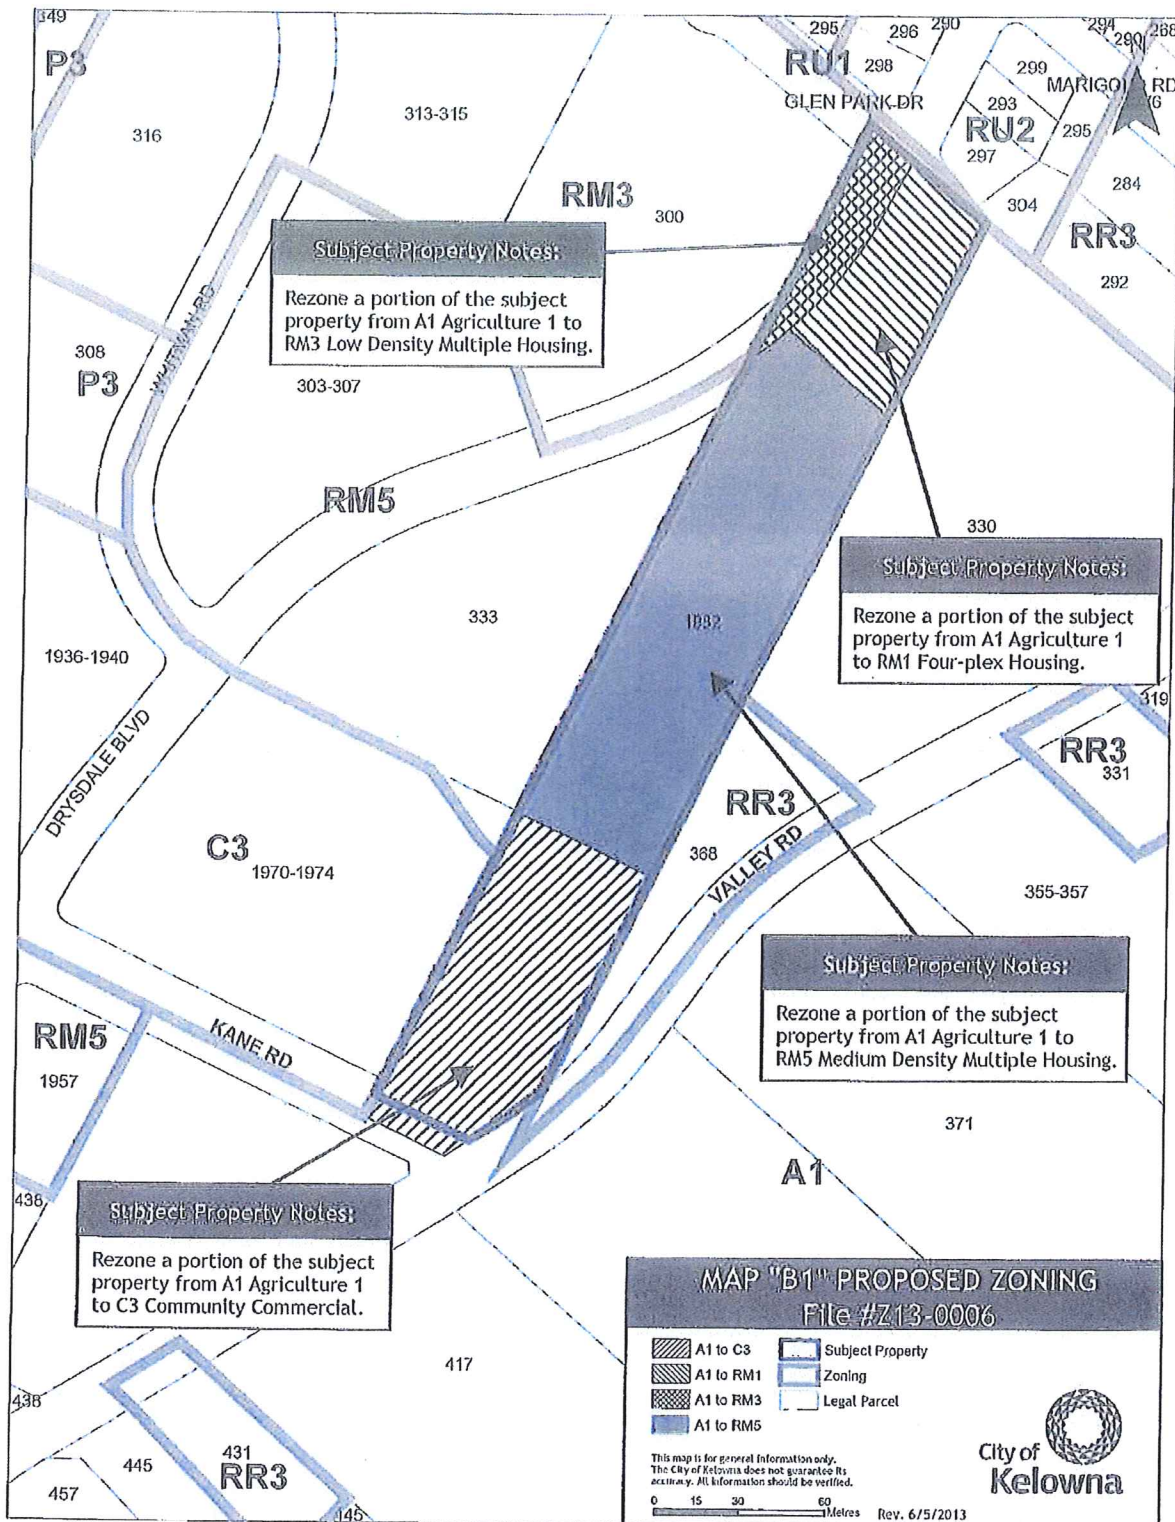 349
P3
316
313-315
295
296
290
RU1
298
GLEN PARK DR
294
290
268
N
299
MARIGOLD RD
293
RU2
295
297
304
284
RR3
292
RM3
300
Subject Property Notes:
Rezone a portion of the subject
property from A1 Agriculture 1 to
RM3 Low Density Multiple Housing.
WHITMAN RD
308
P3
303-307
RM5
330
Subject Property Notes:
Rezone a portion of the subject
property from A1 Agriculture 1
to RM1 Four-plex Housing.
333
1982
1936-1940
DRYSDALE BLVD
319
RR3
331
RR3
368
VALLEY RD
C3
1970-1974
355-357
Subject Property Notes:
Rezone a portion of the subject
property from A1 Agriculture 1 to
RM5 Medium Density Multiple Housing.
RM5
1957
KANE RD
371
A1
438
Subject Property Notes:
Rezone a portion of the subject
property from A1 Agriculture 1
to C3 Community Commercial.
417
438
431
RR3
445
457
145
MAP "B1" PROPOSED ZONING
File #Z13-0006
A1 to C3
Subject Property
A1 to RM1
Zoning
A1 to RM3
Legal Parcel
A1 to RM5
This map is for general information only.
The City of Kelowna does not guarantee its
accuracy. All information should be verified.
0 15 30 60
Metres
Rev. 6/5/2013
City of
Kelowna